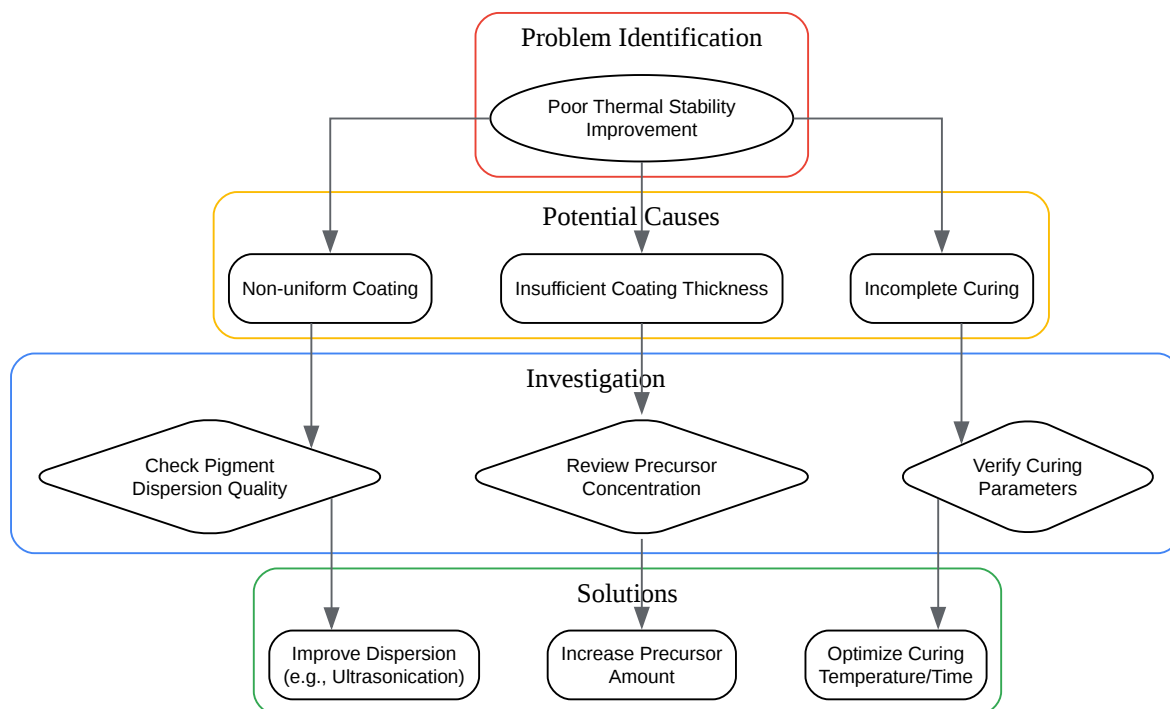 Problem Identification
Poor Thermal Stability
Improvement
Potential Causes
Non-uniform Coating
Insufficient Coating Thickness
Incomplete Curing
Investigation
Check Pigment
Dispersion Quality
Review Precursor
Concentration
Verify Curing
Parameters
Solutions
Improve Dispersion
(e.g., Ultrasonication)
Increase Precursor
Amount
Optimize Curing
Temperature/Time